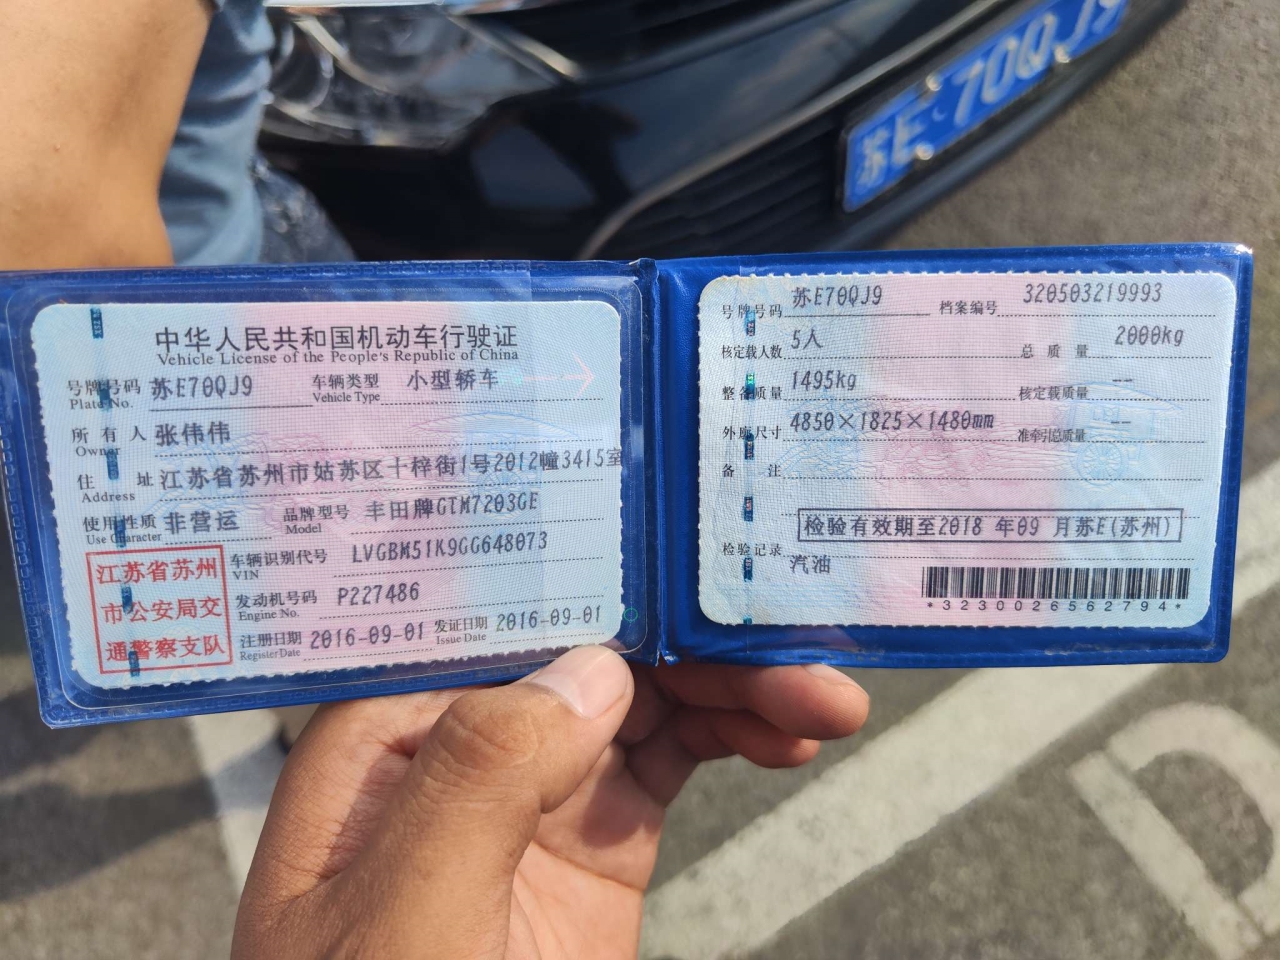 苏E·70QJ9
中华人民共和国机动车行驶证
Vehicle License of the People's Republic of China
号牌号码 苏E70QJ9 车辆类型 小型轿车
Plate No. Vehicle Type
所有人 张伟伟
Owner
住址 江苏省苏州市姑苏区十梓街1号2012幢3415室
Address
使用性质 非营运 品牌型号 丰田牌GTM7203GE
Use Character Model
江苏省苏州
市公安局交
通警察支队
车辆识别代号 LVGBM51K9GG648073
VIN
发动机号码 P227486
Engine No.
注册日期 2016-09-01 发证日期 2016-09-01
Register Date Issue Date
号牌号码 苏E70QJ9 档案编号 320503219993
核定载人数 5人 总质量 2000kg
整备质量 1495kg 核定载质量 --
外廓尺寸 4850×1825×1480mm 准牵引总质量 --
备注
检验有效期至2018 年09 月苏E(苏州)
检验记录
汽油
*3230026562794*
D